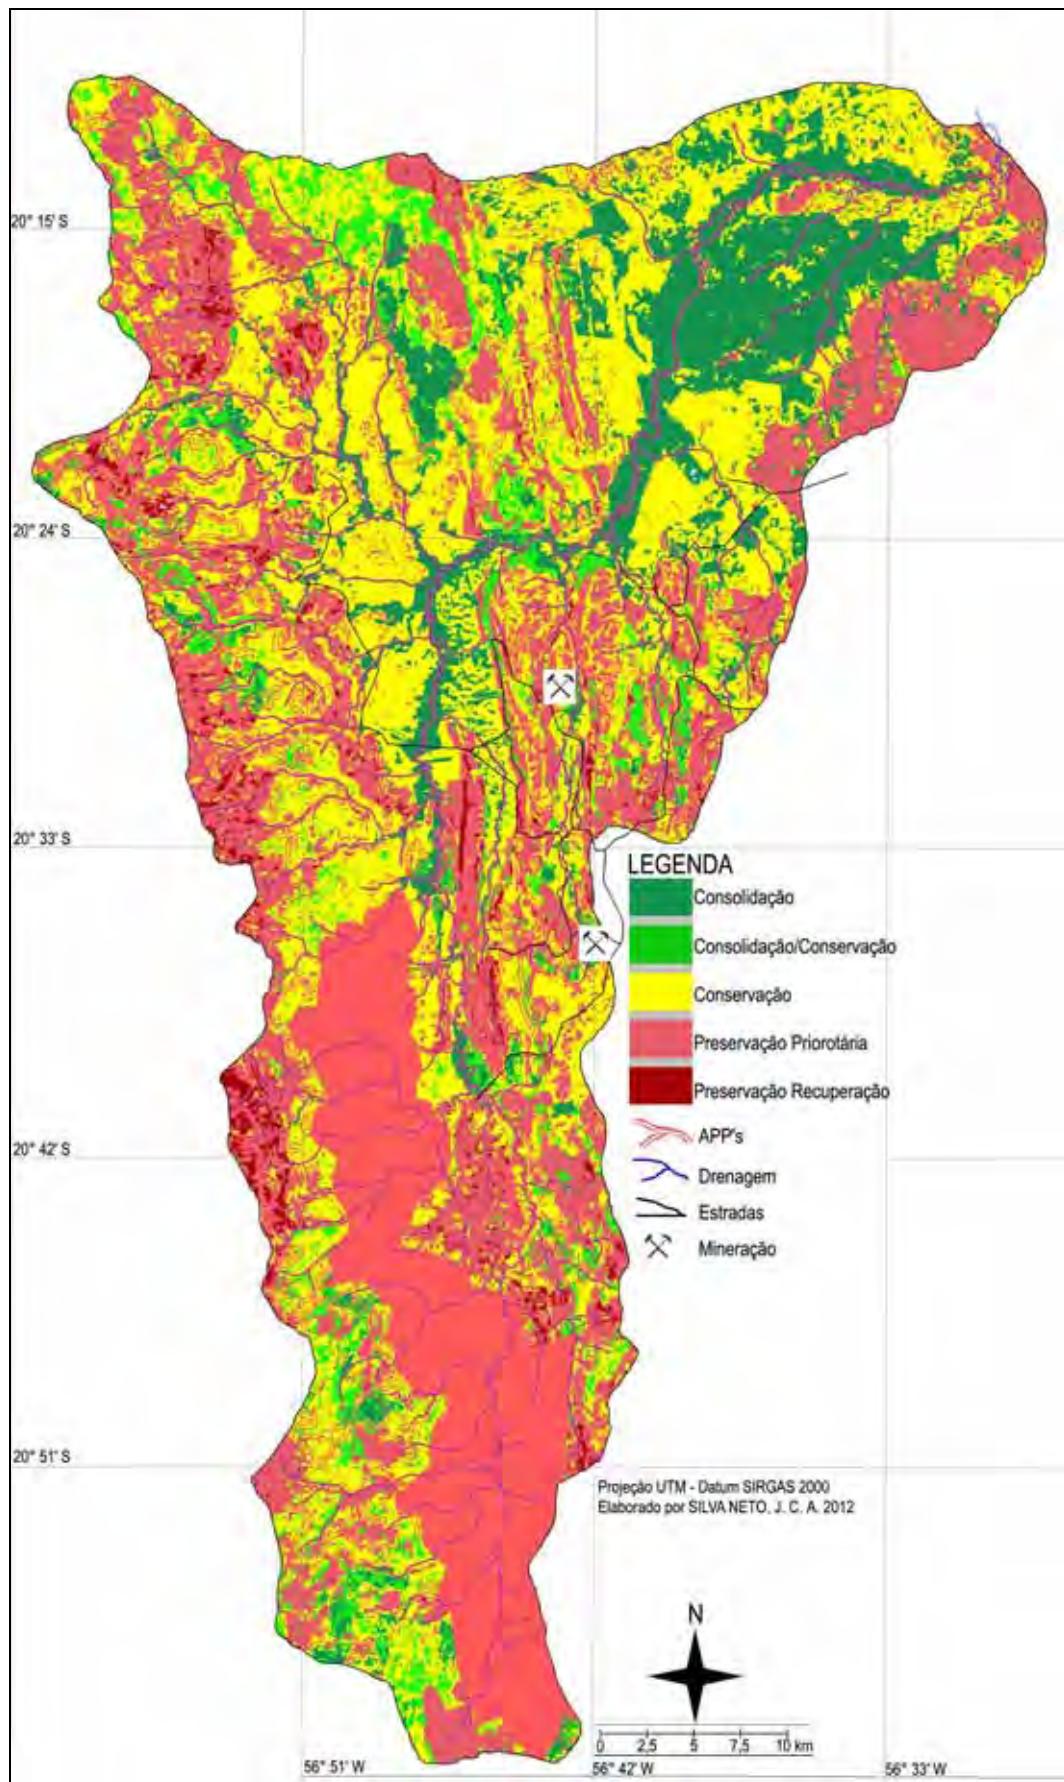 20° 15' S
20° 24' S
20° 33' S
LEGENDA
Consolidação
Consolidação/Conservação
Conservação
Preservação Priorotária
Preservação Recuperação
APP's
20° 42' S
Drenagem
Estradas
Mineração
20° 51' S
Projeção UTM - Datum SIRGAS 2000
Elaborado por SILVA NETO, J. C. A. 2012
N
0 2,5 5 7,5 10 km
56° 51' W 56° 42' W 56° 33' W